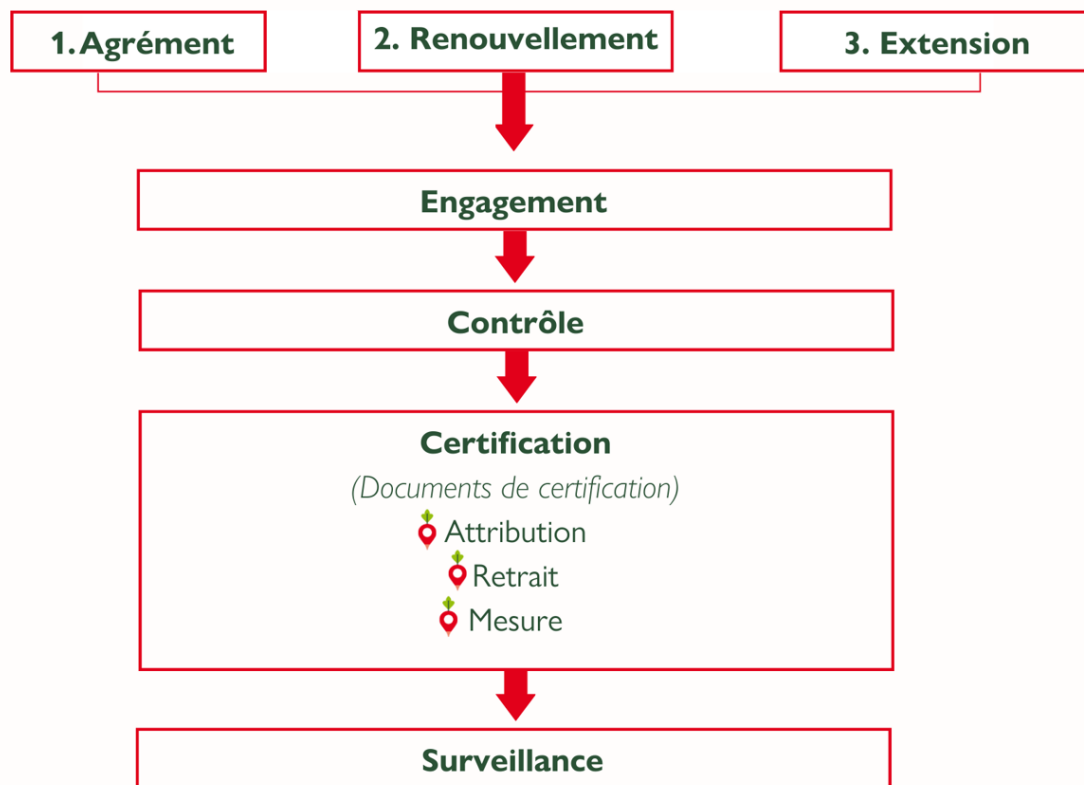 1. Agrément
2. Renouvellement
3. Extension
Engagement
Contrôle
Certification
(Documents de certification)
Attribution
Retrait
Mesure
Surveillance